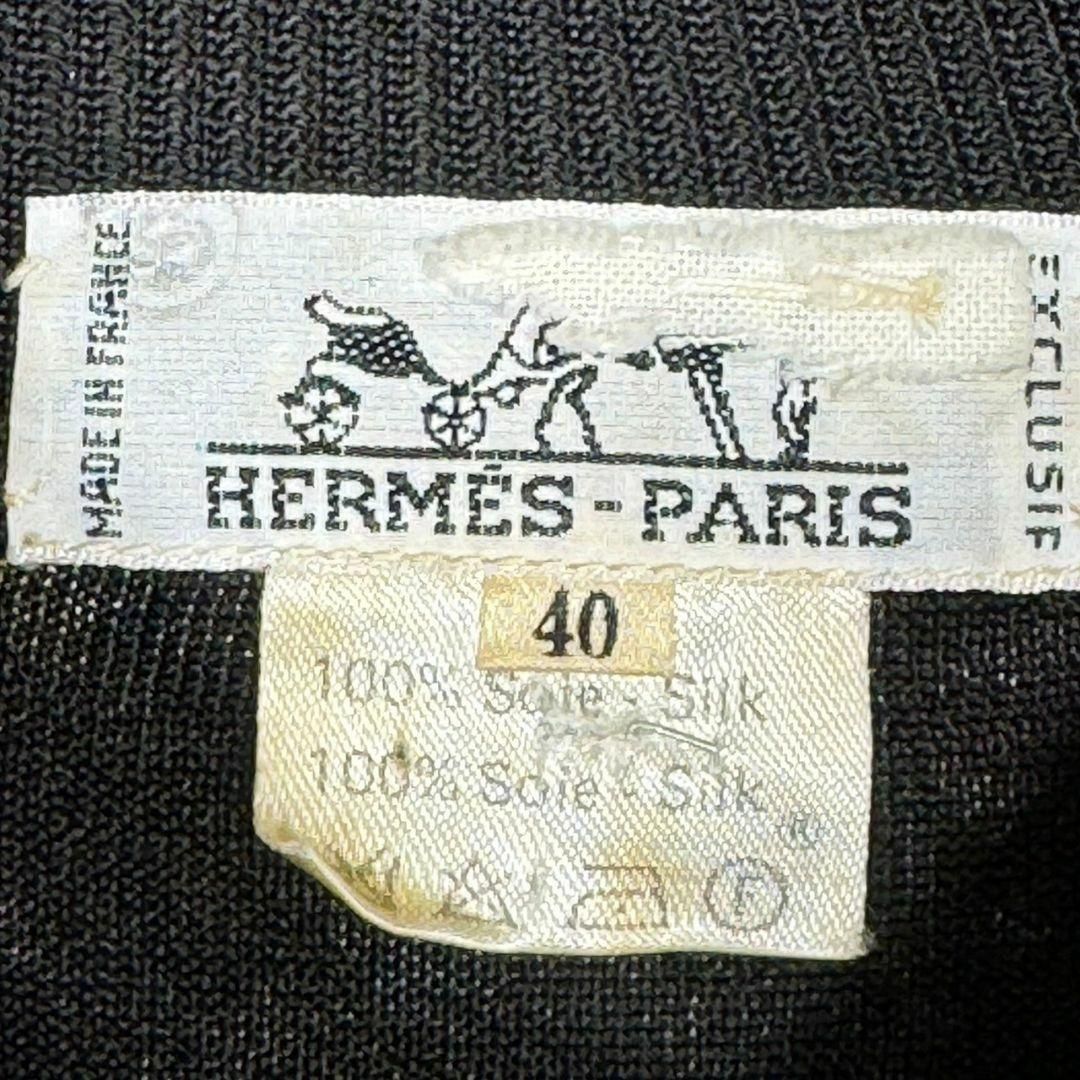 MADE IN FRANCE
HERMÈS - PARIS
EXCLUSIF
40
100% Soie - Silk
100% Soie - Silk
®
F